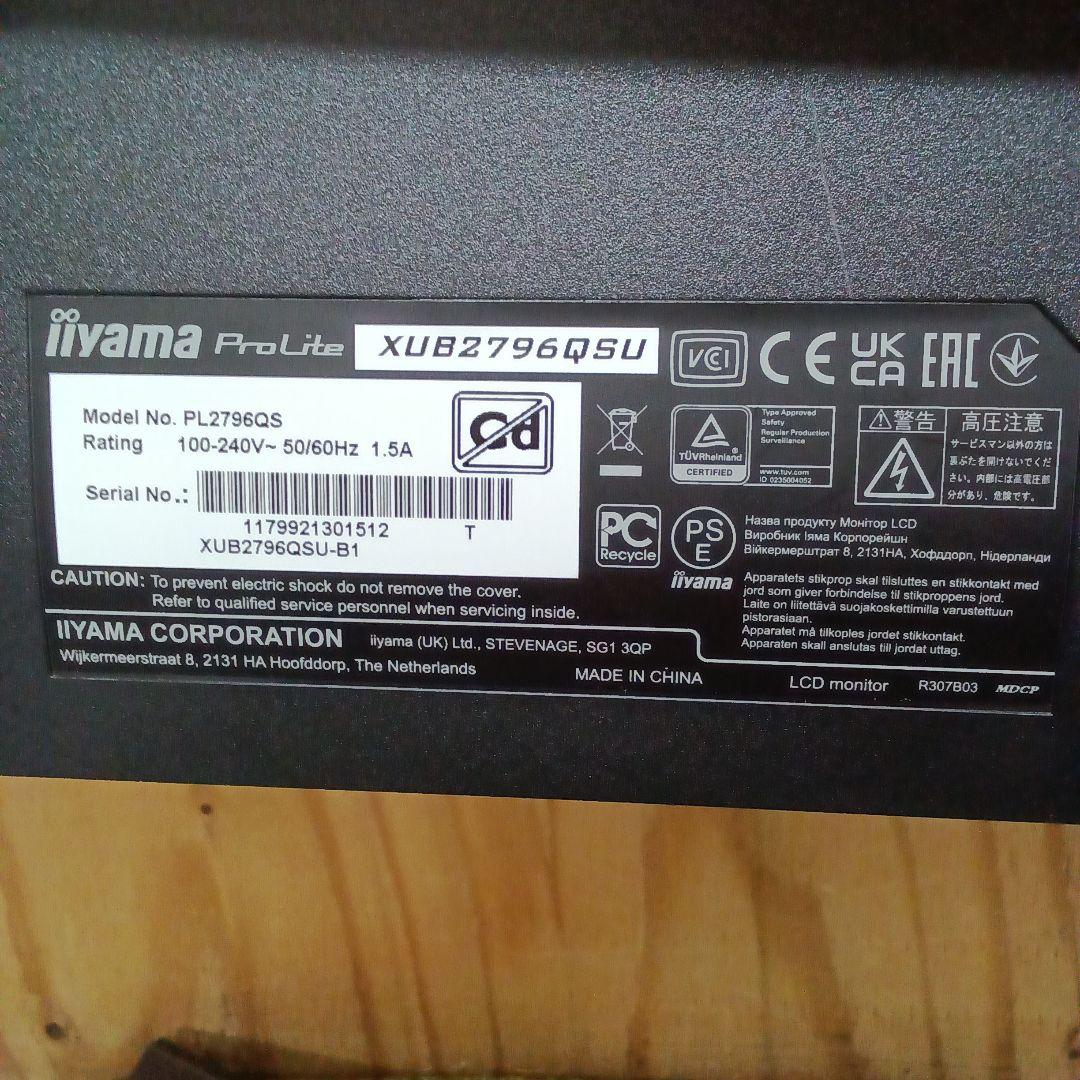 iiyama ProLite XUB2796QSU
VCI CE UK CA EAC
Model No. PL2796QS
Rating 100-240V~ 50/60Hz 1.5A
Cd
Serial No.:
1179921301512 T
XUB2796QSU-B1
TÜVRheinland
CERTIFIED
Type Approved
Safety
Regular Production
Surveillance
www.tuv.com
ID 0235004052
警告
高圧注意
サービスマン以外の方は
裏ぶたを開けないでくだ
さい。内部には高電圧部
分があり、危険です。
PC
Recycle
PS
E
iiyama
Назва продукту Монітор LCD
Виробник Іяма Корпорейшн
Війкермерштрат 8, 2131HA, Хофддорп, Нідерланди
Apparatets stikprop skal tilsluttes en stikkontakt med
jord som giver forbindelse til stikproppens jord.
Laite on liitettävä suojakoskettimilla varustettuun
pistorasiaan.
Apparatet må tilkoples jordet stikkontakt.
Apparaten skall anslutas till jordat uttag.
CAUTION: To prevent electric shock do not remove the cover.
Refer to qualified service personnel when servicing inside.
IIYAMA CORPORATION iiyama (UK) Ltd., STEVENAGE, SG1 3QP
Wijkermeerstraat 8, 2131 HA Hoofddorp, The Netherlands
MADE IN CHINA
LCD monitor R307B03 MDCP